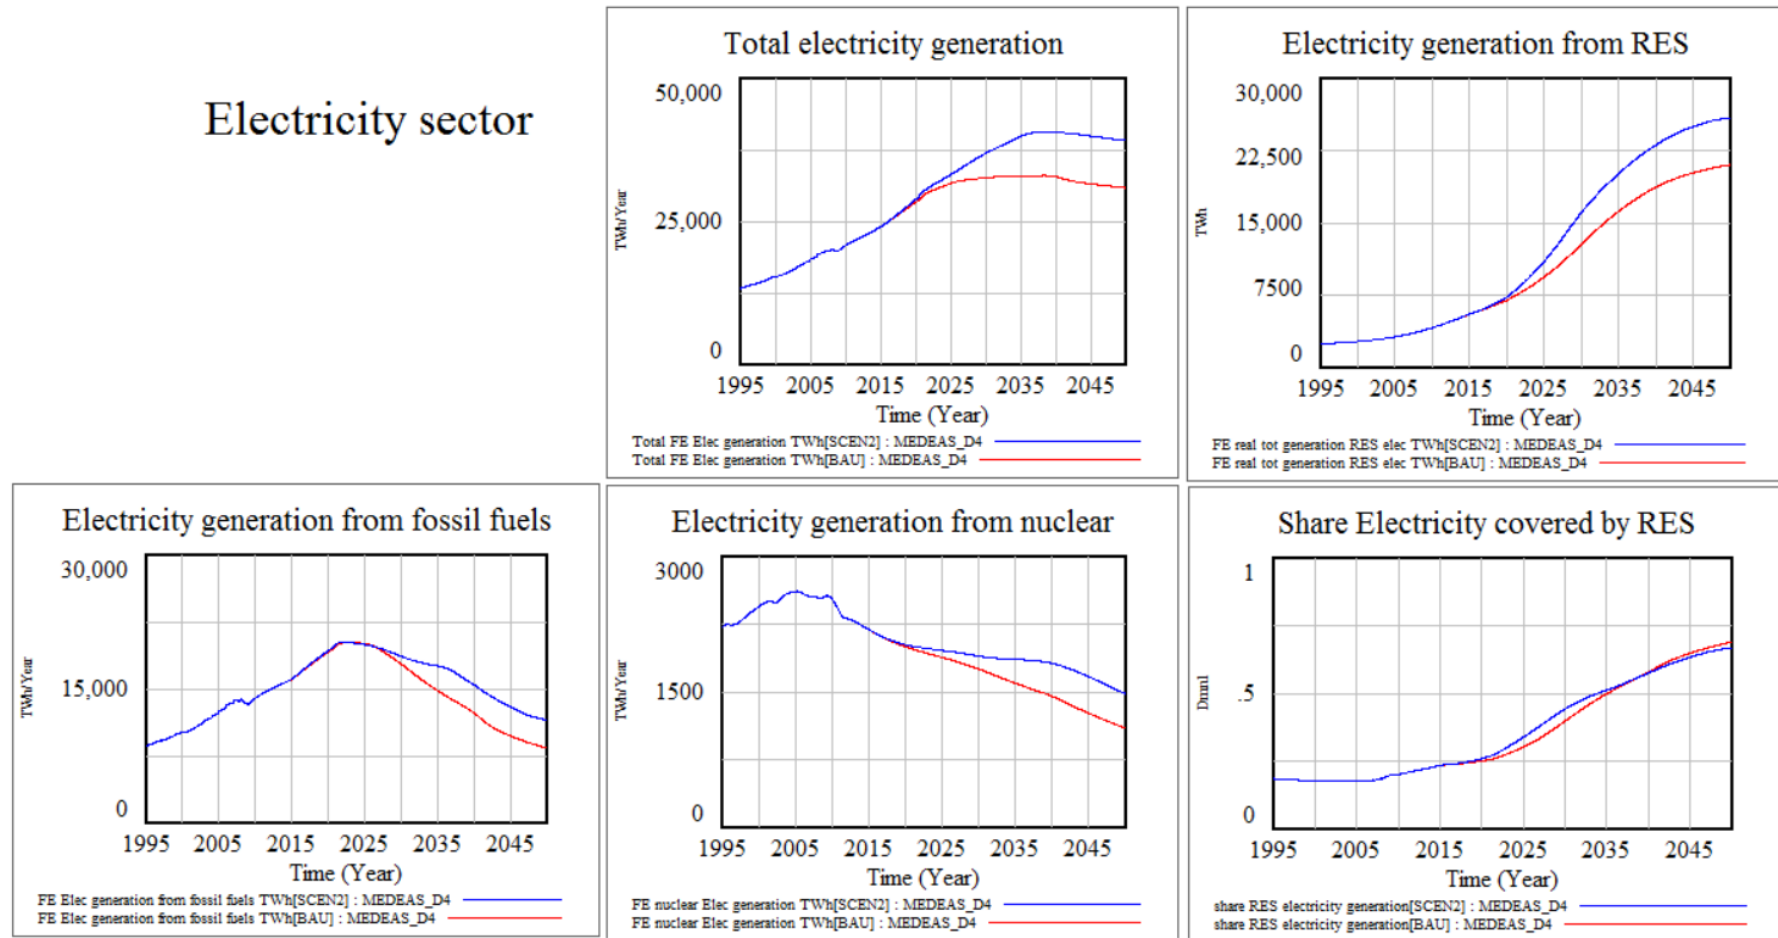 Electricity sector
Total electricity generation
50,000
25,000
0
TWh/Year
1995 2005 2015 2025 2035 2045
Time (Year)
Total FE Elec generation TWh[SCEN2] : MEDEAS_D4
Total FE Elec generation TWh[BAU] : MEDEAS_D4
Electricity generation from RES
30,000
22,500
15,000
7500
0
TWh
1995 2005 2015 2025 2035 2045
Time (Year)
FE real tot generation RES elec TWh[SCEN2] : MEDEAS_D4
FE real tot generation RES elec TWh[BAU] : MEDEAS_D4
Electricity generation from fossil fuels
30,000
15,000
0
TWh/Year
1995 2005 2015 2025 2035 2045
Time (Year)
FE Elec generation from fossil fuels TWh[SCEN2] : MEDEAS_D4
FE Elec generation from fossil fuels TWh[BAU] : MEDEAS_D4
Electricity generation from nuclear
3000
1500
0
TWh/Year
1995 2005 2015 2025 2035 2045
Time (Year)
FE nuclear Elec generation TWh[SCEN2] : MEDEAS_D4
FE nuclear Elec generation TWh[BAU] : MEDEAS_D4
Share Electricity covered by RES
1
.5
0
Dmnl
1995 2005 2015 2025 2035 2045
Time (Year)
share RES electricity generation[SCEN2] : MEDEAS_D4
share RES electricity generation[BAU] : MEDEAS_D4